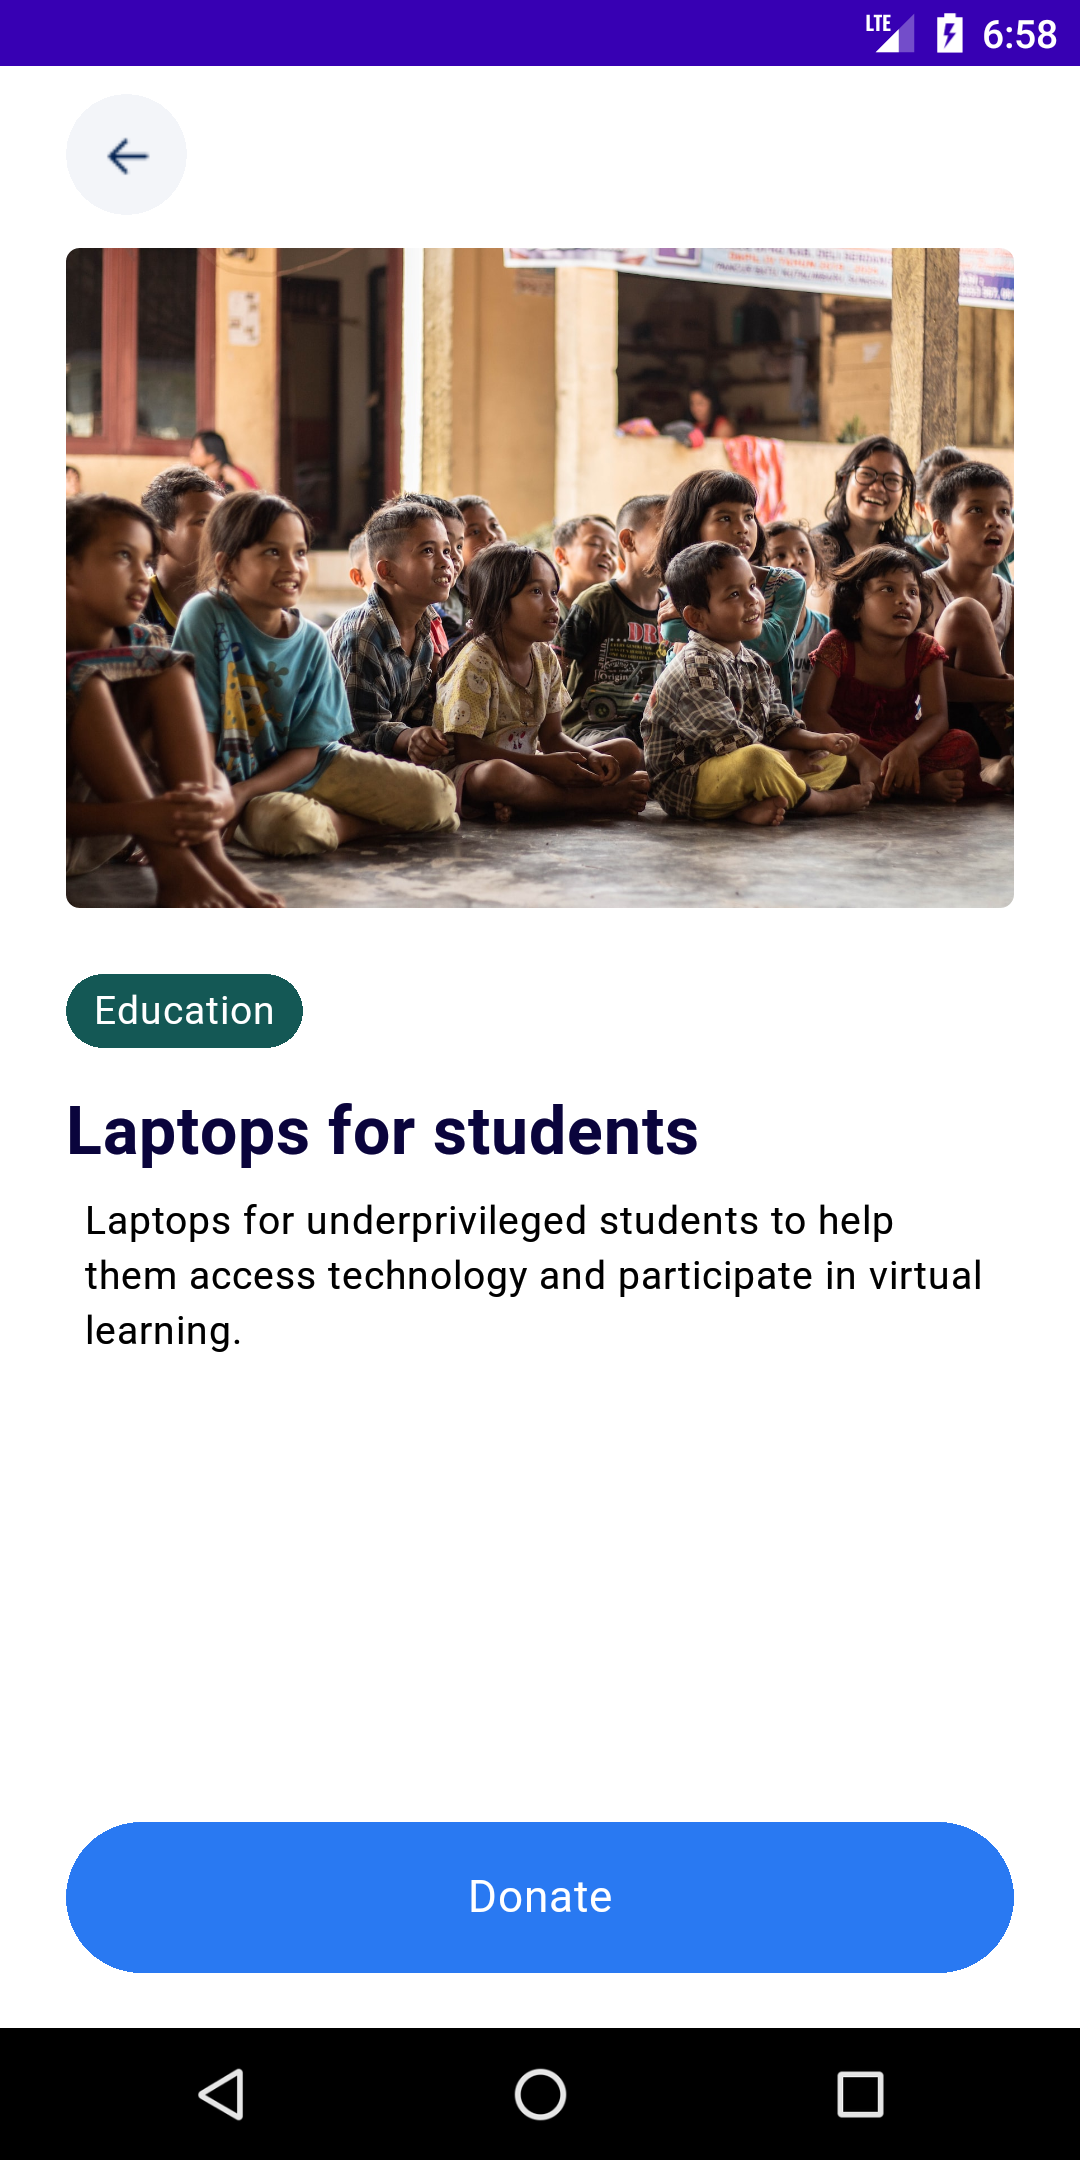 LTE 6:58
Education
Laptops for students
Laptops for underprivileged students to help
them access technology and participate in virtual
learning.
Donate